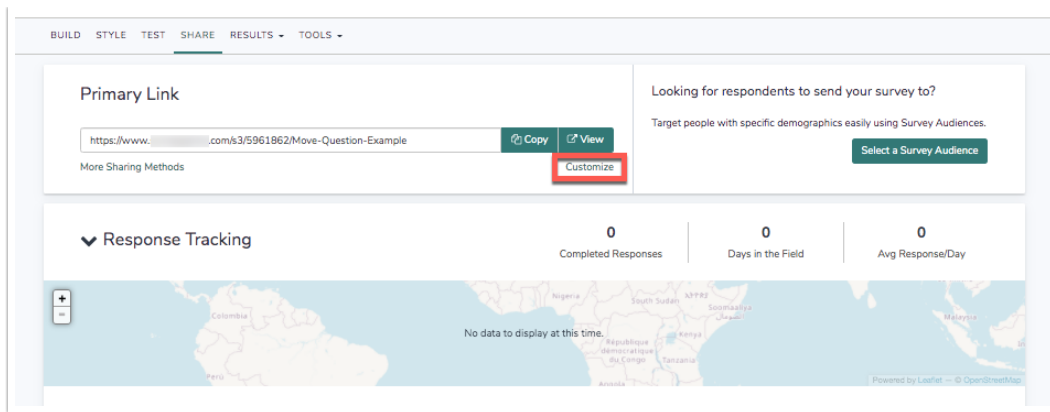 BUILD STYLE TEST SHARE RESULTS TOOLS
Primary Link
https://www. .com/s3/5961862/Move-Question-Example
Copy
View
More Sharing Methods
Customize
Looking for respondents to send your survey to?
Target people with specific demographics easily using Survey Audiences.
Select a Survey Audience
Response Tracking
0
Completed Responses
0
Days in the Field
0
Avg Response/Day
+
-
Colombia
Perú
No data to display at this time.
Nigeria
South Sudan
Soomaaliya
République
démocratique
du Congo
Kenya
Tanzania
Angola
Malaysia
Powered by Leaflet — © OpenStreetMap